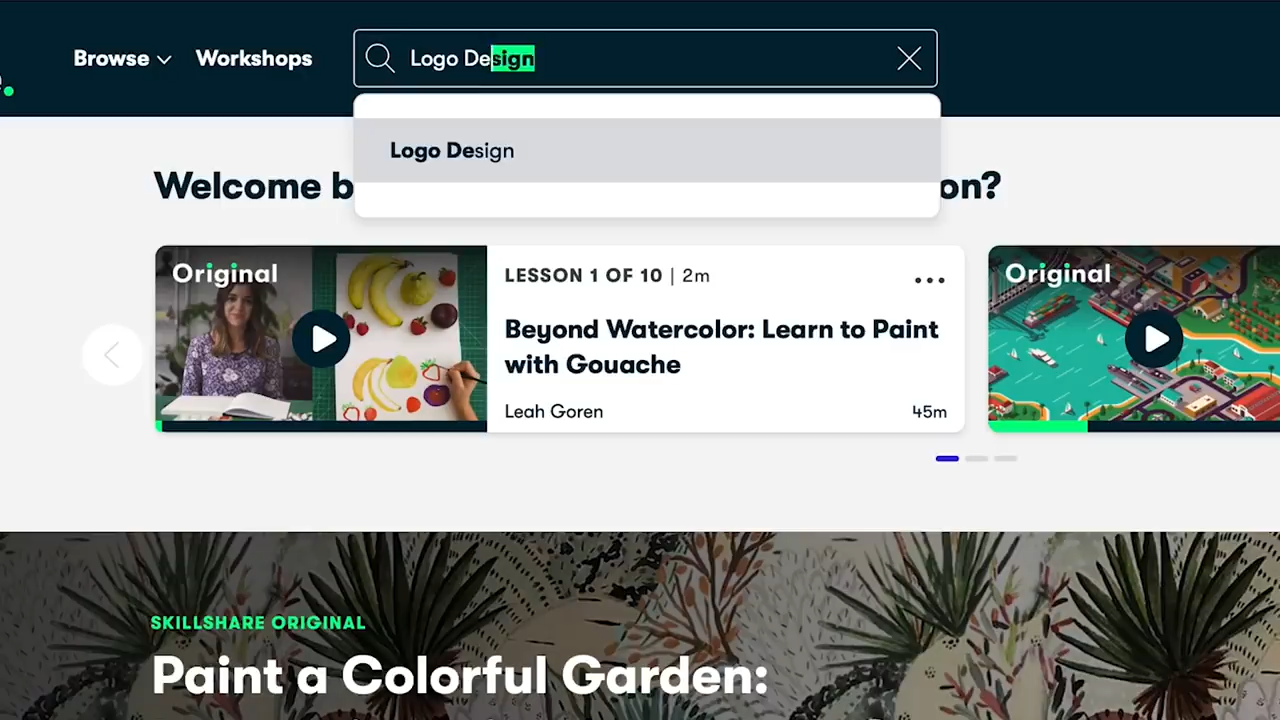 Browse
Workshops
Logo Design
Logo Design
Welcome b
on?
Original
LESSON 1 OF 10 | 2m
Beyond Watercolor: Learn to Paint
with Gouache
Leah Goren
45m
Original
SKILLSHARE ORIGINAL
Paint a Colorful Garden: